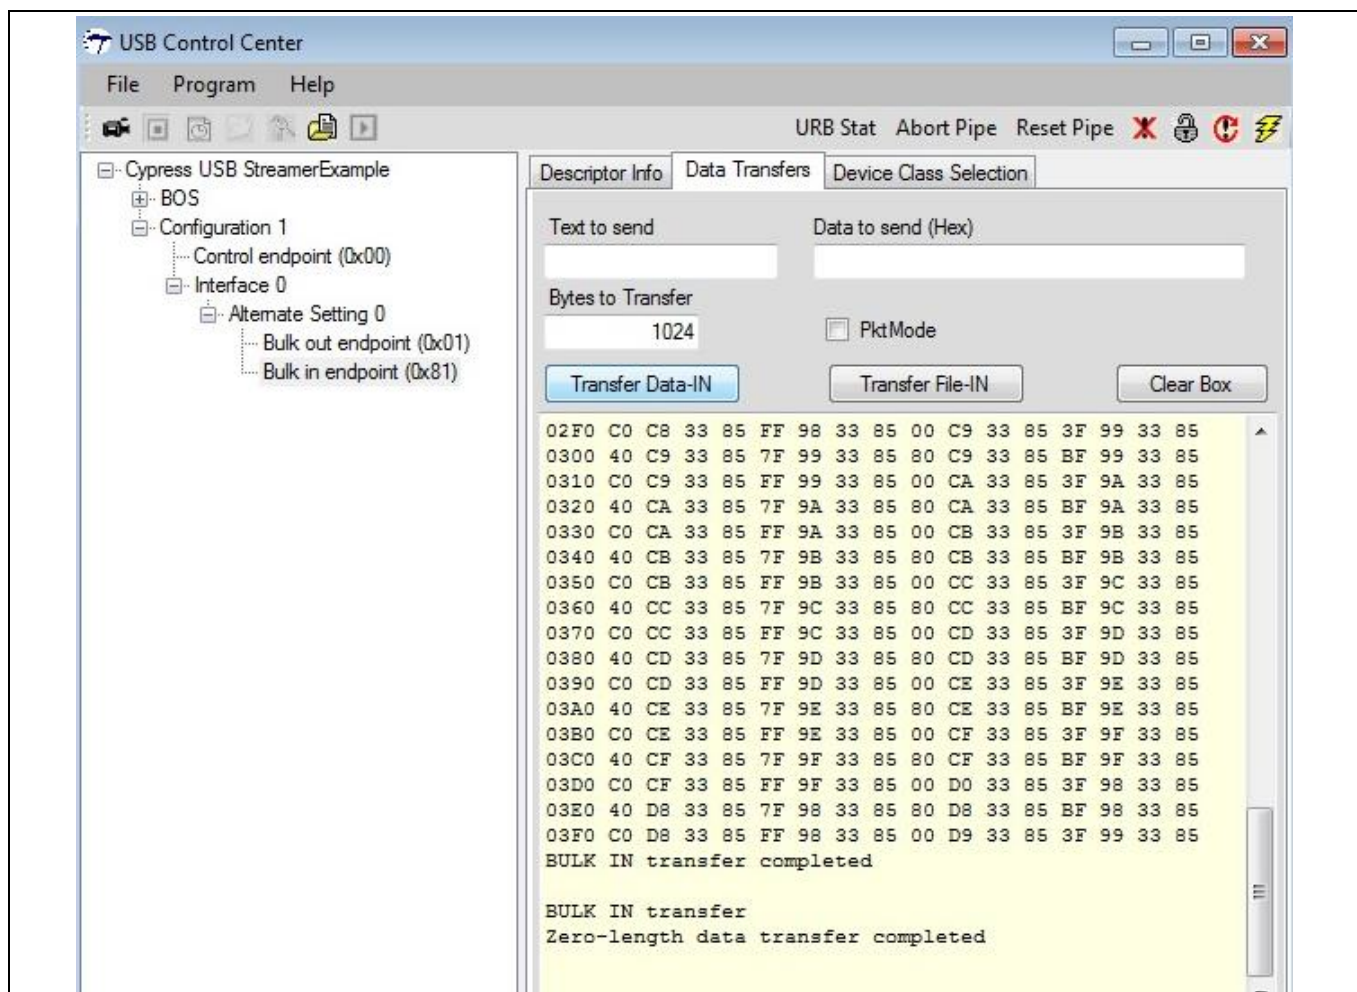 USB Control Center
File Program Help
URB Stat Abort Pipe Reset Pipe
Cypress USB StreamerExample
BOS
Configuration 1
Control endpoint (0x00)
Interface 0
Alternate Setting 0
Bulk out endpoint (0x01)
Bulk in endpoint (0x81)
Descriptor Info Data Transfers Device Class Selection
Text to send Data to send (Hex)
Bytes to Transfer
1024 PktMode
Transfer Data-IN Transfer File-IN Clear Box
02F0 C0 C8 33 85 FF 98 33 85 00 C9 33 85 3F 99 33 85
0300 40 C9 33 85 7F 99 33 85 80 C9 33 85 BF 99 33 85
0310 C0 C9 33 85 FF 99 33 85 00 CA 33 85 3F 9A 33 85
0320 40 CA 33 85 7F 9A 33 85 80 CA 33 85 BF 9A 33 85
0330 C0 CA 33 85 FF 9A 33 85 00 CB 33 85 3F 9B 33 85
0340 40 CB 33 85 7F 9B 33 85 80 CB 33 85 BF 9B 33 85
0350 C0 CB 33 85 FF 9B 33 85 00 CC 33 85 3F 9C 33 85
0360 40 CC 33 85 7F 9C 33 85 80 CC 33 85 BF 9C 33 85
0370 C0 CC 33 85 FF 9C 33 85 00 CD 33 85 3F 9D 33 85
0380 40 CD 33 85 7F 9D 33 85 80 CD 33 85 BF 9D 33 85
0390 C0 CD 33 85 FF 9D 33 85 00 CE 33 85 3F 9E 33 85
03A0 40 CE 33 85 7F 9E 33 85 80 CE 33 85 BF 9E 33 85
03B0 C0 CE 33 85 FF 9E 33 85 00 CF 33 85 3F 9F 33 85
03C0 40 CF 33 85 7F 9F 33 85 80 CF 33 85 BF 9F 33 85
03D0 C0 CF 33 85 FF 9F 33 85 00 D0 33 85 3F 98 33 85
03E0 40 D8 33 85 7F 98 33 85 80 D8 33 85 BF 98 33 85
03F0 C0 D8 33 85 FF 98 33 85 00 D9 33 85 3F 99 33 85
BULK IN transfer completed
BULK IN transfer
Zero-length data transfer completed